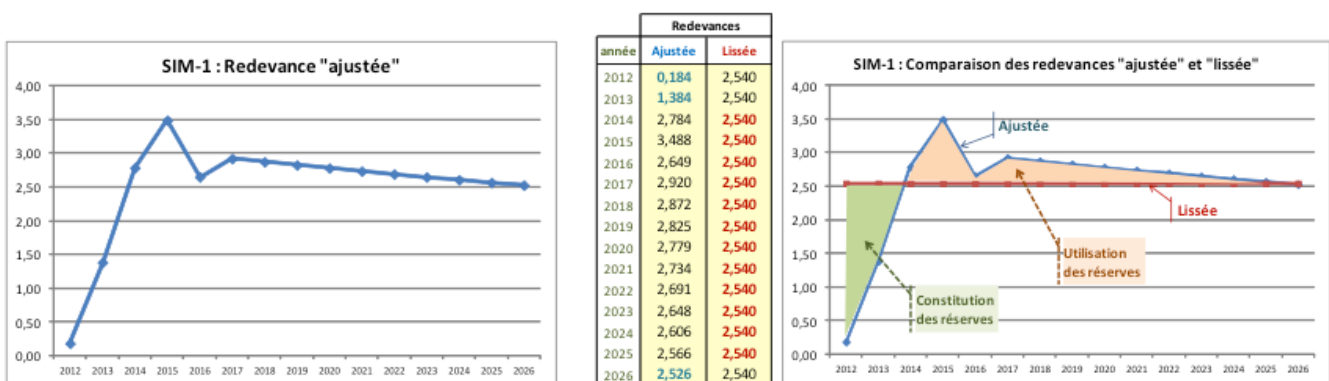 SIM-1 : Redevance "ajustée"
4,00
3,50
3,00
2,50
2,00
1,50
1,00
0,50
0,00
2012 2013 2014 2015 2016 2017 2018 2019 2020 2021 2022 2023 2024 2025 2026
Redevances
année Ajustée Lissée
2012 0,184 2,540
2013 1,384 2,540
2014 2,784 2,540
2015 3,488 2,540
2016 2,649 2,540
2017 2,920 2,540
2018 2,872 2,540
2019 2,825 2,540
2020 2,779 2,540
2021 2,734 2,540
2022 2,691 2,540
2023 2,648 2,540
2024 2,606 2,540
2025 2,566 2,540
2026 2,526 2,540
SIM-1 : Comparaison des redevances "ajustée" et "lissée"
4,00
3,50
3,00
2,50
2,00
1,50
1,00
0,50
0,00
Ajustée
Lissée
Utilisation
des réserves
Constitution
des réserves
2012 2013 2014 2015 2016 2017 2018 2019 2020 2021 2022 2023 2024 2025 2026